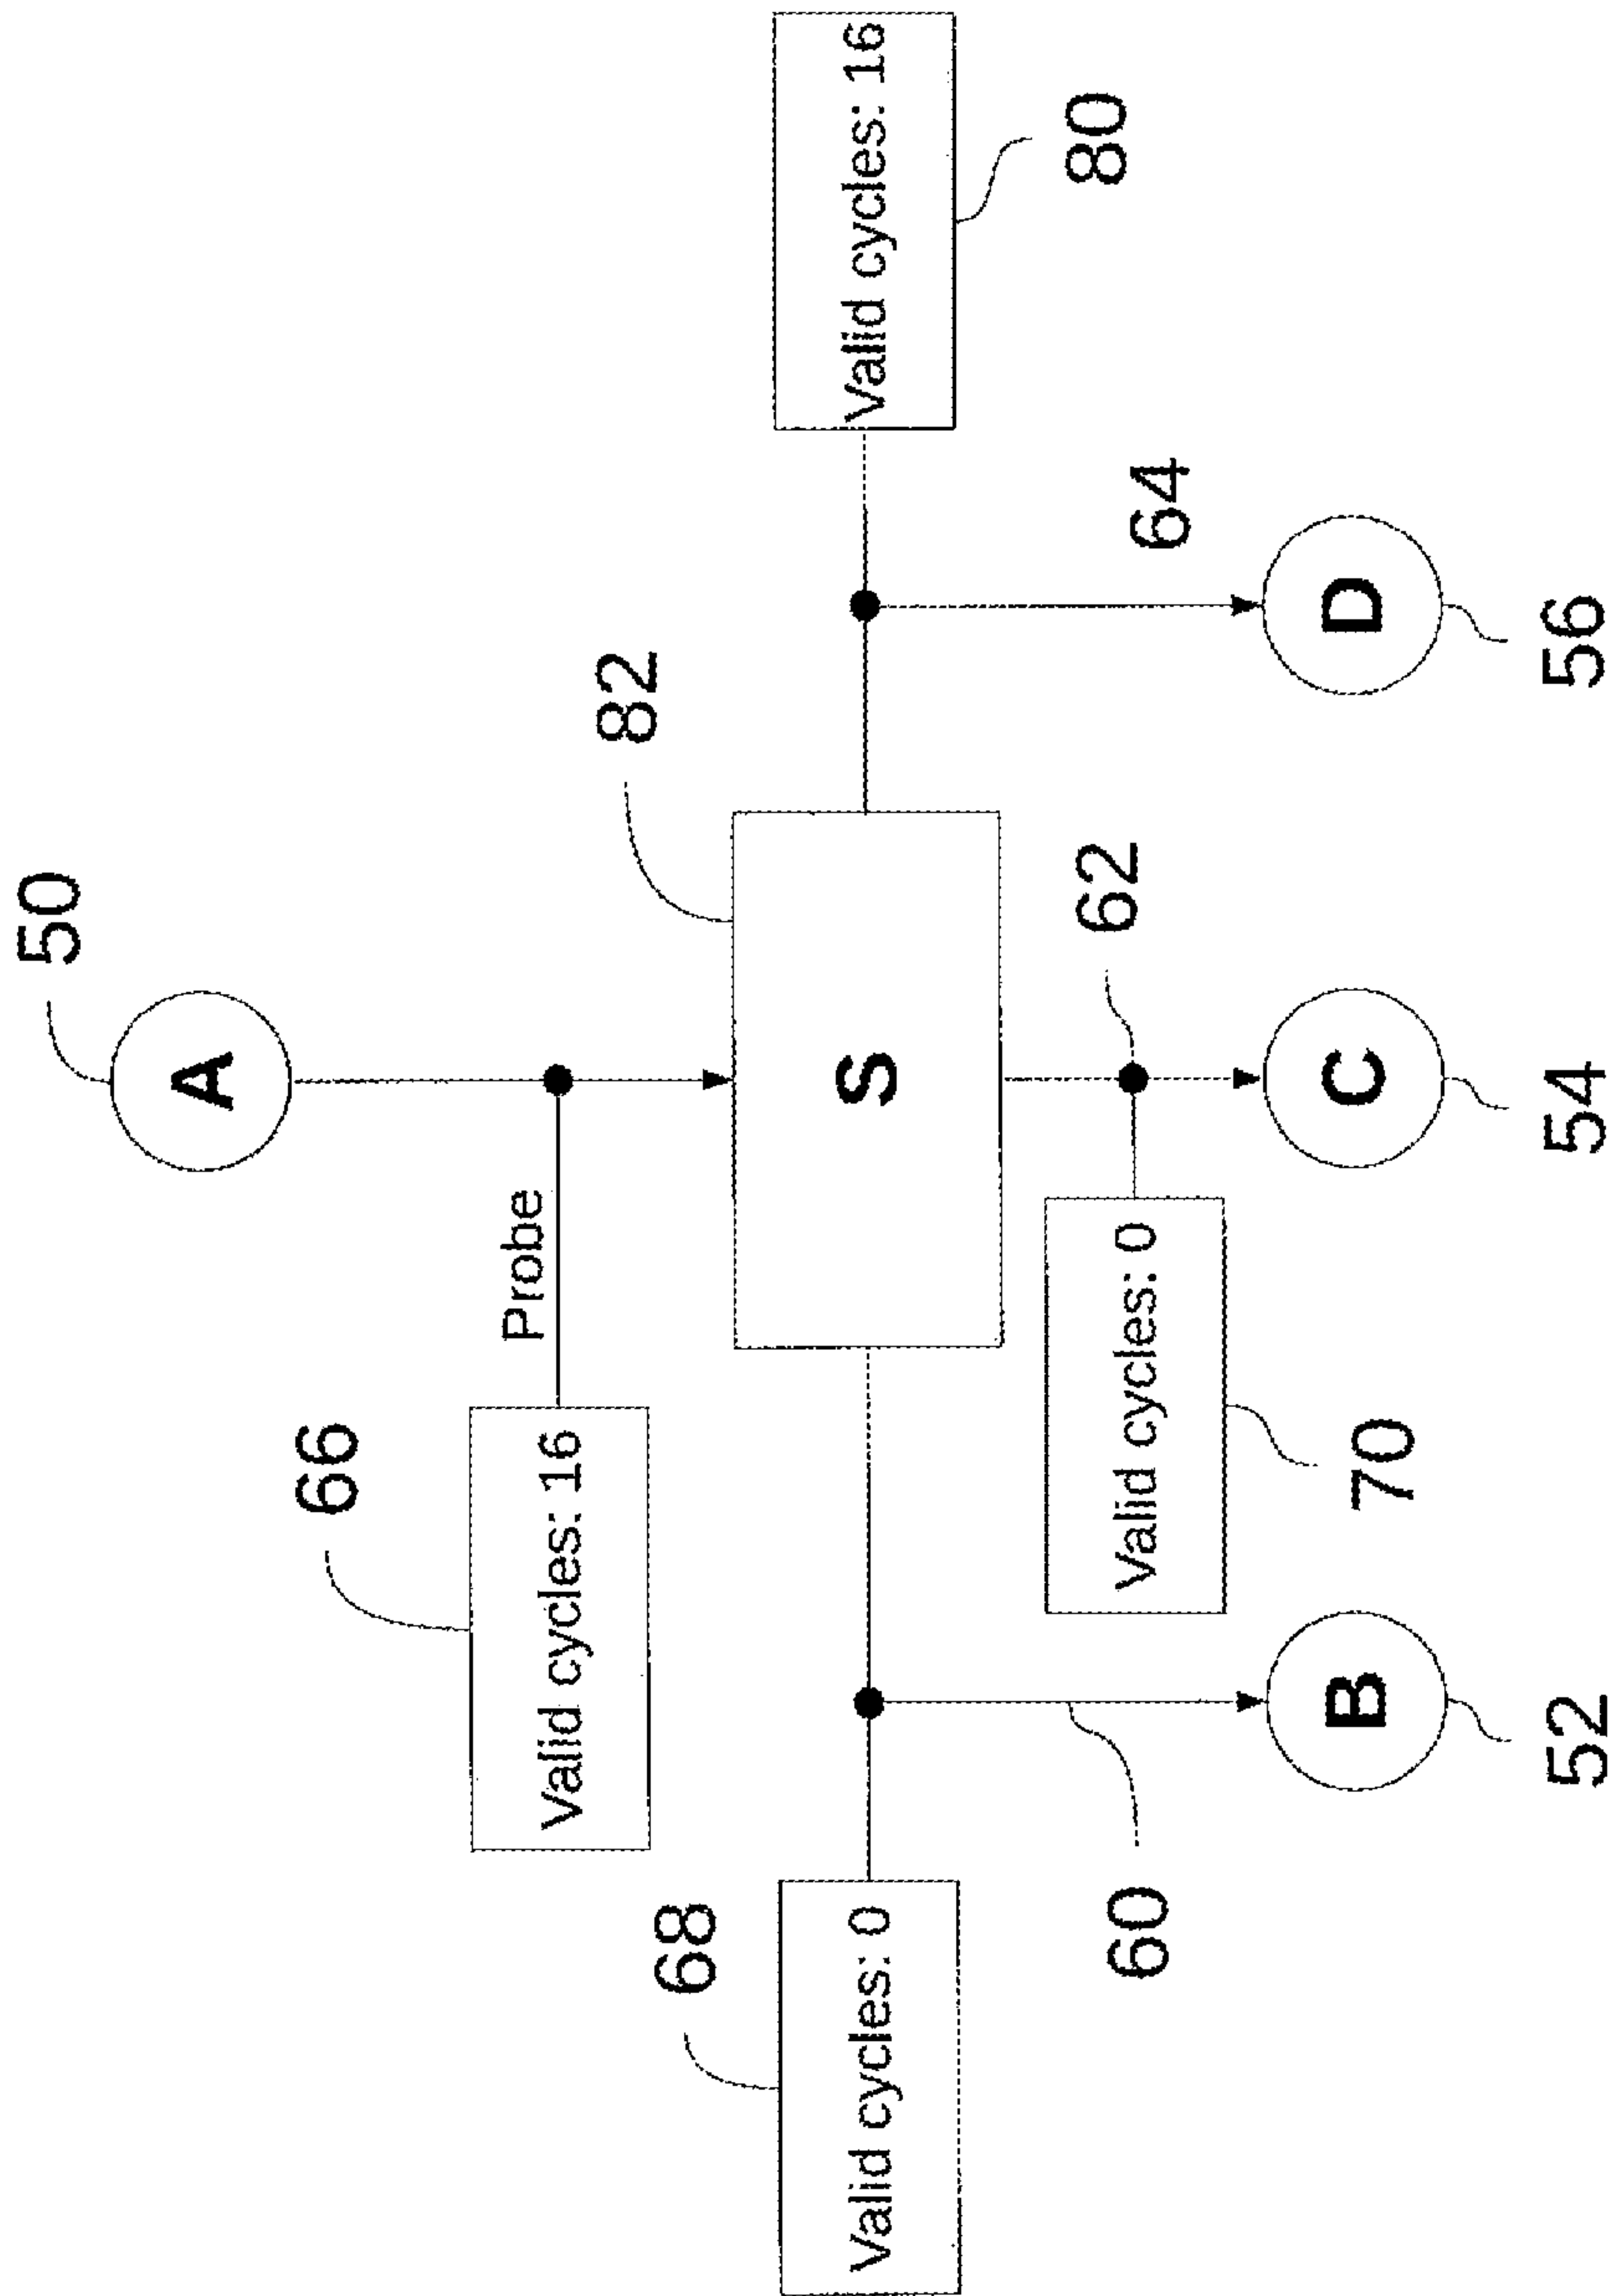 50
A
66
Probe
Valid cycles: 16
82
68
S
Valid cycles: 0
Valid cycles: 16
80
62
64
60
70
Valid cycles: 0
B
C
D
52
54
56